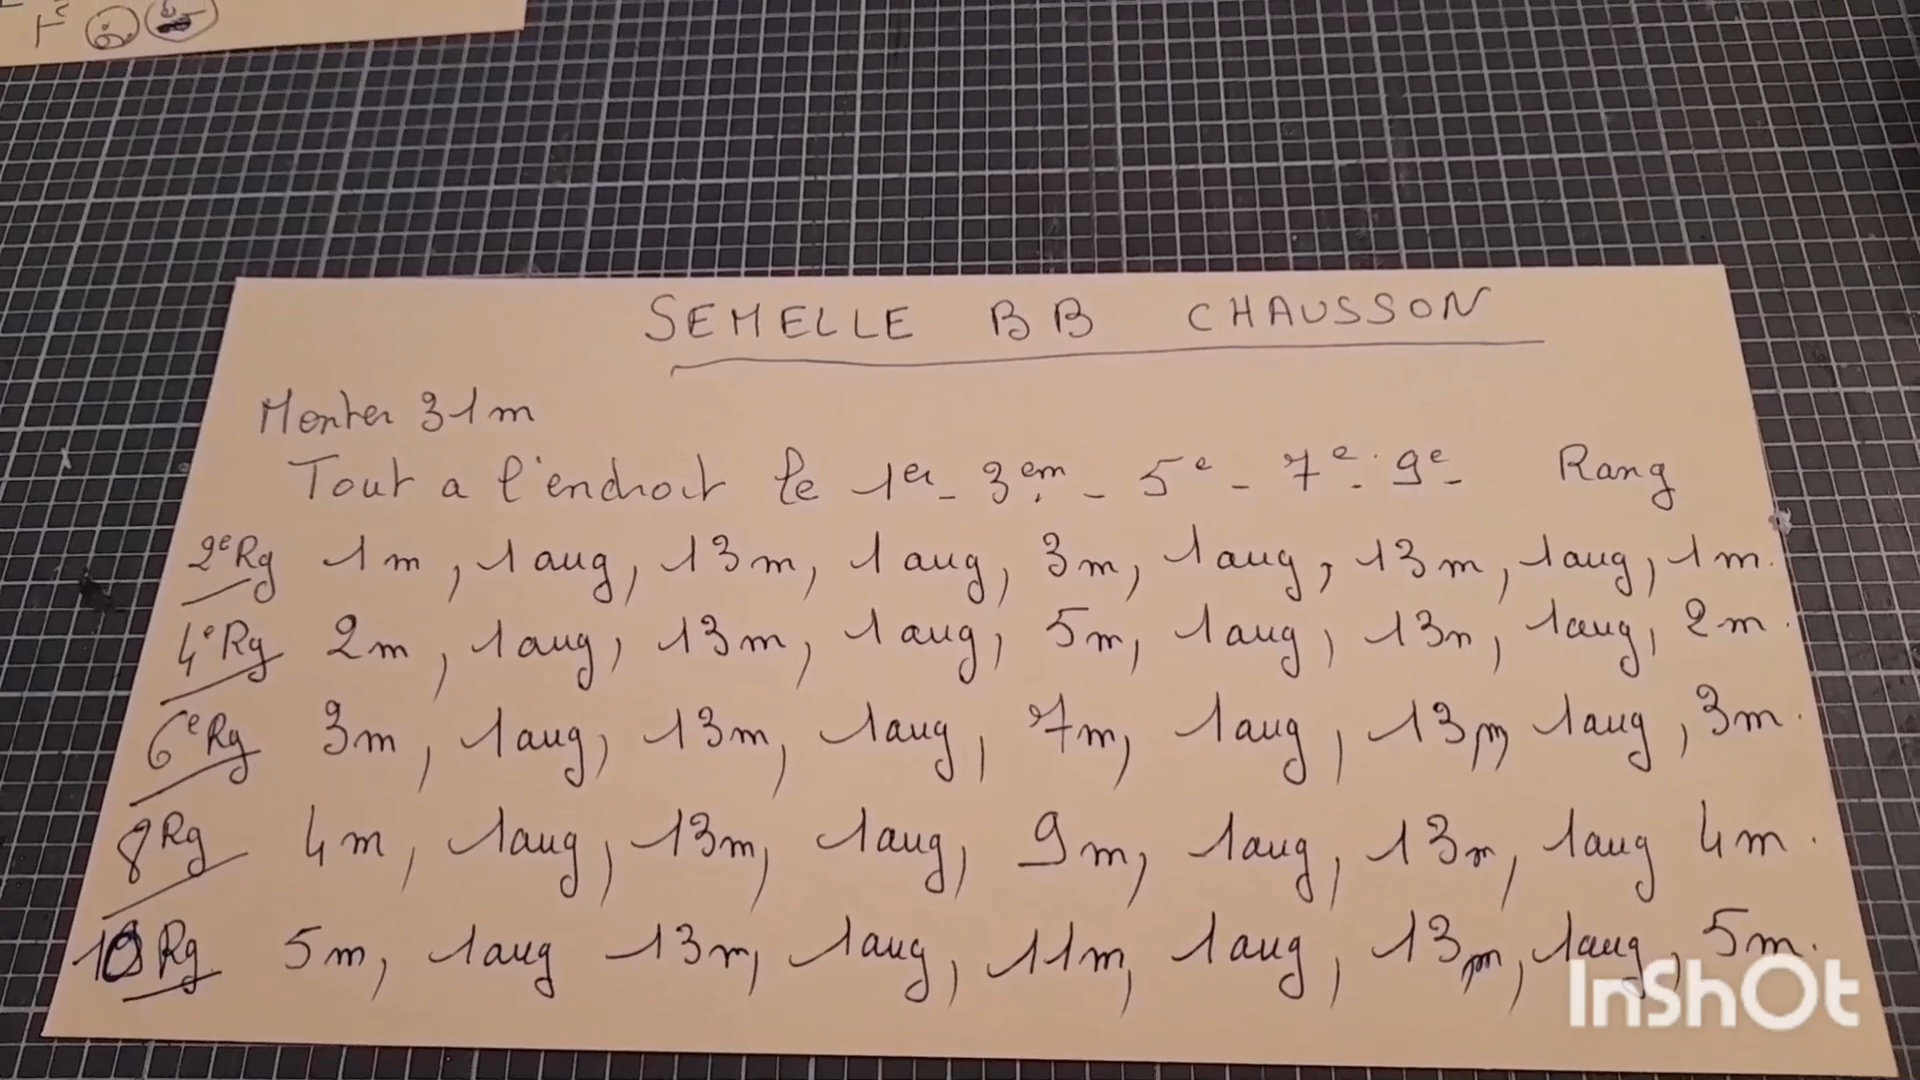 SEMELLE BB CHAUSSON
Monter 31m
Tout a l'endroit le 1er - 3em - 5e - 7e - 9e - Rang
2e Rg 1m, 1aug, 13m, 1aug, 3m, 1aug, 13m, 1aug, 1m.
4e Rg 2m, 1aug, 13m, 1aug, 5m, 1aug, 13m, 1aug, 2m.
6e Rg 3m, 1aug, 13m, 1aug, 7m, 1aug, 13m 1aug, 3m.
8 Rg 4m, 1aug, 13m, 1aug, 9m, 1aug, 13m, 1aug 4m.
10 Rg 5m, 1aug 13m, 1aug, 11m, 1aug, 13m, 1aug, 5m.
InShOt